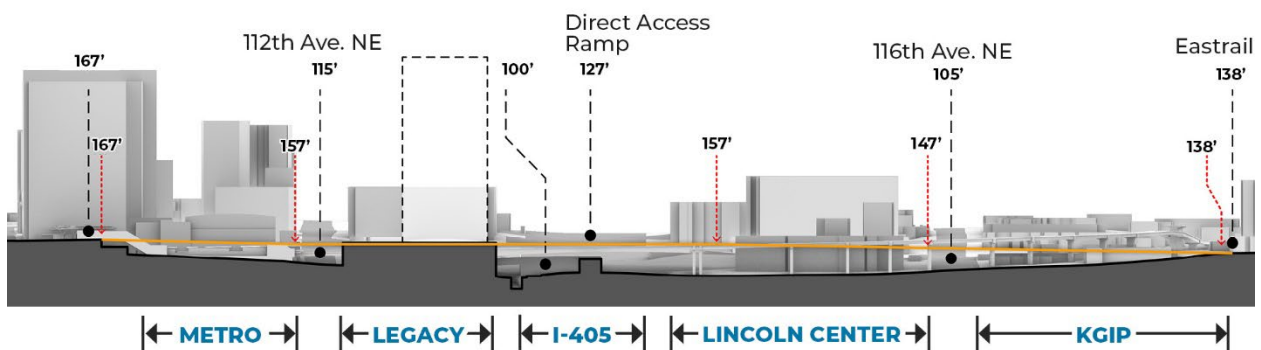 Direct Access
Ramp
112th Ave. NE
116th Ave. NE
Eastrail
167’
115’
100’
127’
105’
138’
167’
157’
157’
147’
138’
METRO
LEGACY
I-405
LINCOLN CENTER
KGIP